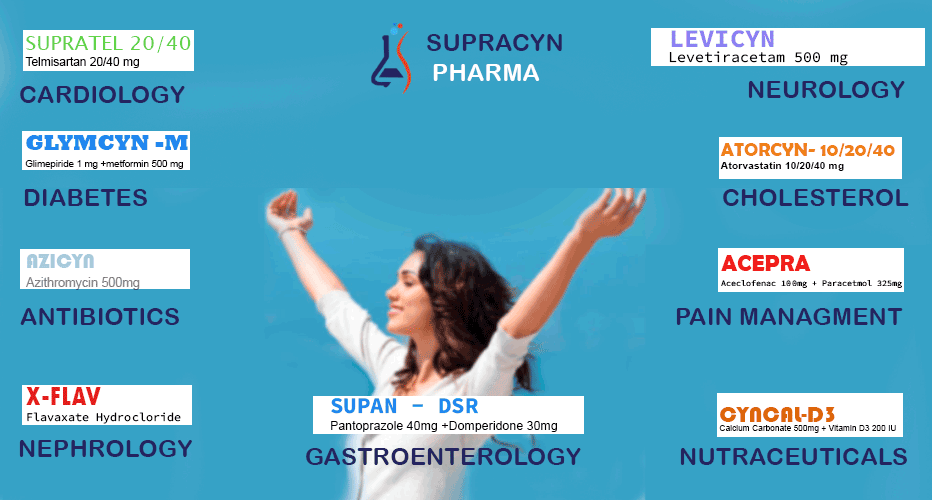 SUPRACYN
PHARMA
SUPRATEL 20/40
Telmisartan 20/40 mg
CARDIOLOGY
GLYMCYN -M
Glimepiride 1 mg +metformin 500 mg
DIABETES
AZICYN
Azithromycin 500mg
ANTIBIOTICS
X-FLAV
Flavaxate Hydrocloride
NEPHROLOGY
SUPAN - DSR
Pantoprazole 40mg +Domperidone 30mg
GASTROENTEROLOGY
LEVICYN
Levetiracetam 500 mg
NEUROLOGY
ATORCYN- 10/20/40
Atorvastatin 10/20/40 mg
CHOLESTEROL
ACEPRA
Aceclofenac 100mg + Paracetmol 325mg
PAIN MANAGMENT
CYNCAL-D3
Calcium Carbonate 500mg + Vitamin D3 200 IU
NUTRACEUTICALS